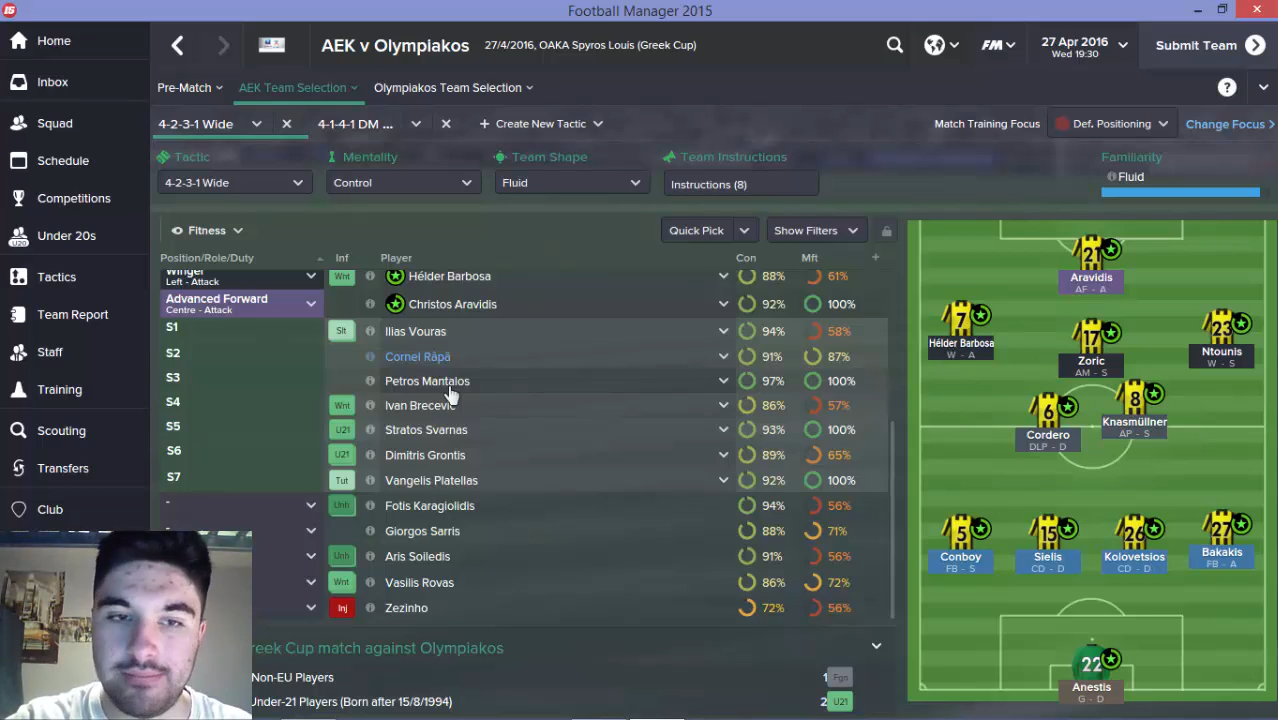 15 Football Manager 2015
Home
AEK v Olympiakos 27/4/2016, OAKA Spyros Louis (Greek Cup)
FM
27 Apr 2016
Wed 19:30
Submit Team
Inbox
Pre-Match AEK Team Selection Olympiakos Team Selection
?
Squad
4-2-3-1 Wide 4-1-4-1 DM ... + Create New Tactic
Match Training Focus Def. Positioning Change Focus
Schedule
Tactic Mentality Team Shape Team Instructions Familiarity
4-2-3-1 Wide Control Fluid Instructions (8) Fluid
Competitions
U20 Under 20s
Fitness Quick Pick Show Filters
Position/Role/Duty Inf Player Con Mft +
Tactics
Winger
Left - Attack
Wnt Hélder Barbosa 88% 61%
Advanced Forward
Centre - Attack
Christos Aravidis 92% 100%
Team Report
S1 Slt Ilias Vouras 94% 58%
Staff
S2 Cornel Râpă 91% 87%
S3 Petros Mantalos 97% 100%
Training
S4 Wnt Ivan Brecevic 86% 57%
Scouting
S5 U21 Stratos Svarnas 93% 100%
S6 U21 Dimitris Grontis 89% 65%
Transfers
S7 Tut Vangelis Platellas 92% 100%
Club
- Unh Fotis Karagiolidis 94% 56%
Giorgos Sarris 88% 71%
Unh Aris Soiledis 91% 56%
Wnt Vasilis Rovas 86% 72%
Inj Zezinho 72% 56%
reek Cup match against Olympiakos
Non-EU Players 1 Fgn
Under-21 Players (Born after 15/8/1994) 2 U21
21
Aravidis
AF - A
7
Hélder Barbosa
W - A
17
Zoric
AM - S
23
Ntounis
W - S
6
Cordero
DLP - D
8
Knasmüllner
AP - S
5
Conboy
FB - S
15
Sielis
CD - D
26
Kolovetsios
CD - D
27
Bakakis
FB - A
22
Anestis
G - D